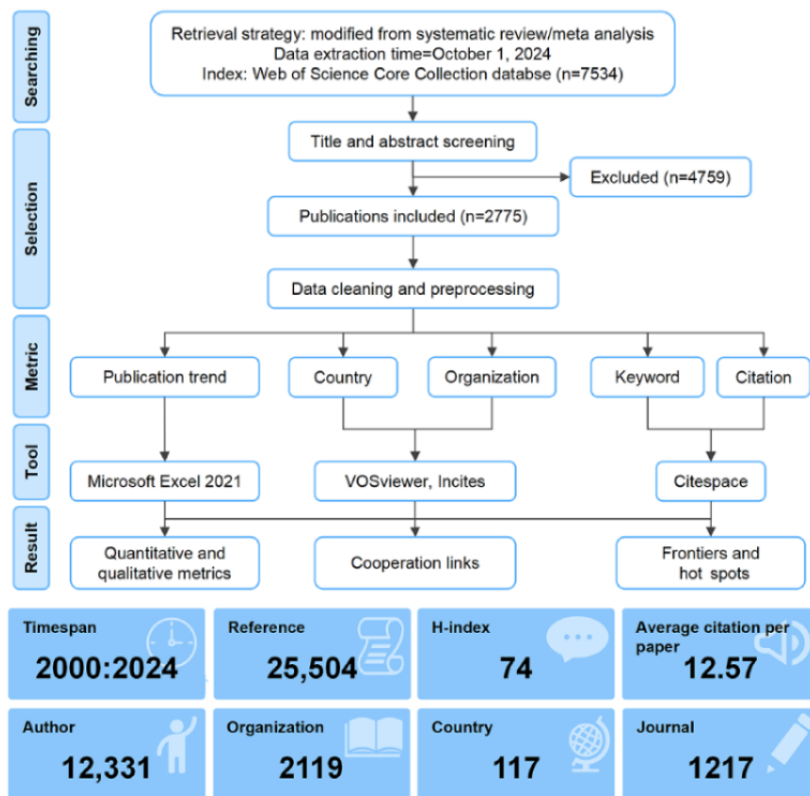 Searching
Retrieval strategy: modified from systematic review/meta analysis
Data extraction time=October 1, 2024
Index: Web of Science Core Collection databse (n=7534)
Selection
Title and abstract screening
Excluded (n=4759)
Publications included (n=2775)
Data cleaning and preprocessing
Metric
Publication trend
Country
Organization
Keyword
Citation
Tool
Microsoft Excel 2021
VOSviewer, Incites
Citespace
Result
Quantitative and
qualitative metrics
Cooperation links
Frontiers and
hot spots
Timespan
2000:2024
Reference
25,504
H-index
74
Average citation per
paper
12.57
Author
12,331
Organization
2119
Country
117
Journal
1217